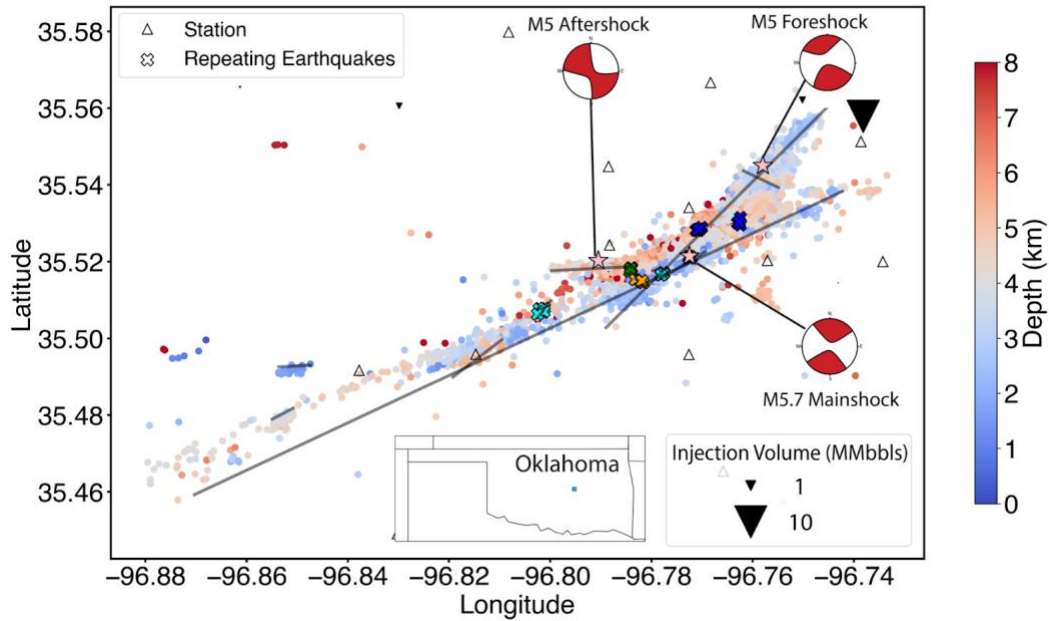 M5 Aftershock
M5 Foreshock
Station
Repeating Earthquakes
35.58
35.56
35.54
35.52
35.50
35.48
35.46
Latitude
M5.7 Mainshock
Oklahoma
Injection Volume (MMbbls)
1
10
−96.88 −96.86 −96.84 −96.82 −96.80 −96.78 −96.76 −96.74
Longitude
8
7
6
5
4
3
2
1
0
Depth (km)